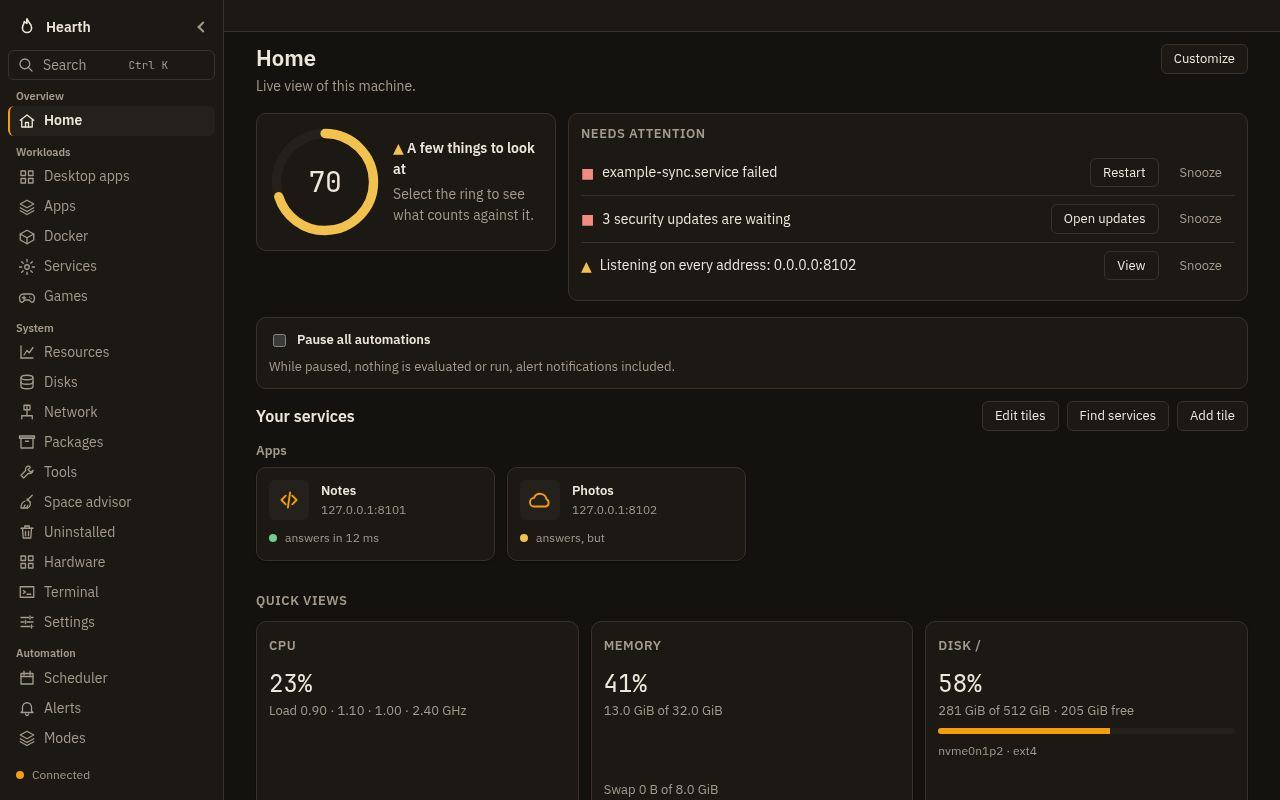 Hearth
Search Ctrl K
Overview
Home
Workloads
Desktop apps
Apps
Docker
Services
Games
System
Resources
Disks
Network
Packages
Tools
Space advisor
Uninstalled
Hardware
Terminal
Settings
Automation
Scheduler
Alerts
Modes
Connected
Home
Customize
Live view of this machine.
70
A few things to look
at
Select the ring to see
what counts against it.
NEEDS ATTENTION
example-sync.service failed Restart Snooze
3 security updates are waiting Open updates Snooze
Listening on every address: 0.0.0.0:8102 View Snooze
Pause all automations
While paused, nothing is evaluated or run, alert notifications included.
Your services Edit tiles Find services Add tile
Apps
Notes
127.0.0.1:8101
answers in 12 ms
Photos
127.0.0.1:8102
answers, but
QUICK VIEWS
CPU
23%
Load 0.90 · 1.10 · 1.00 · 2.40 GHz
MEMORY
41%
13.0 GiB of 32.0 GiB
Swap 0 B of 8.0 GiB
DISK /
58%
281 GiB of 512 GiB · 205 GiB free
nvme0n1p2 · ext4